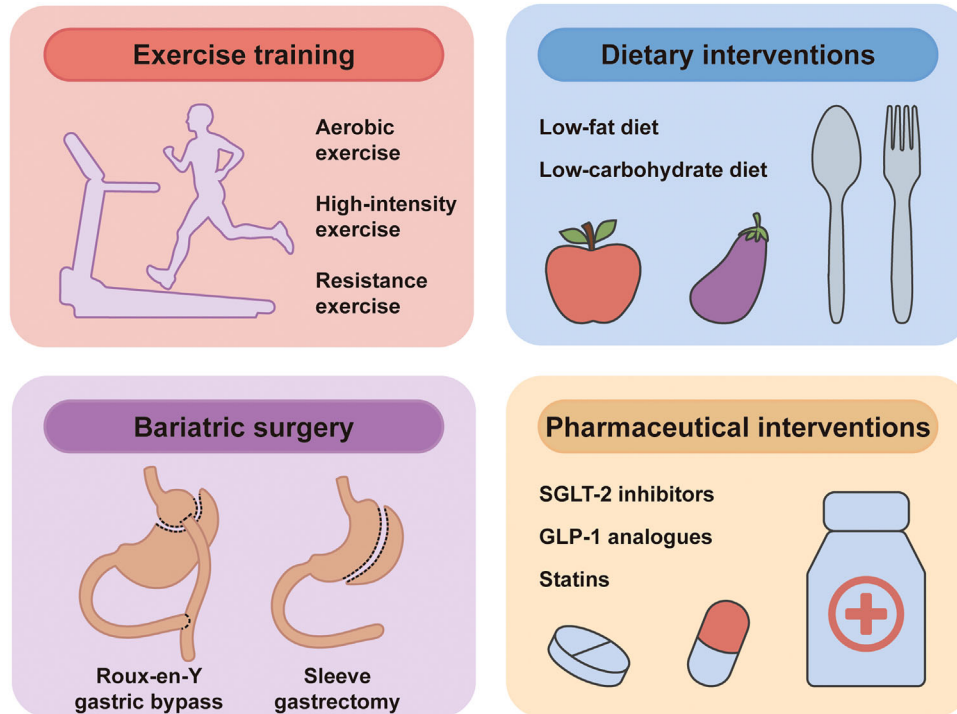 Exercise training
Aerobic
exercise
High-intensity
exercise
Resistance
exercise
Dietary interventions
Low-fat diet
Low-carbohydrate diet
Bariatric surgery
Roux-en-Y
gastric bypass
Sleeve
gastrectomy
Pharmaceutical interventions
SGLT-2 inhibitors
GLP-1 analogues
Statins